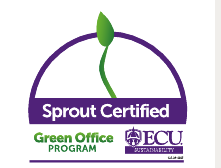 Sprout Certified
Green Office
PROGRAM
ECU
SUSTAINABILITY